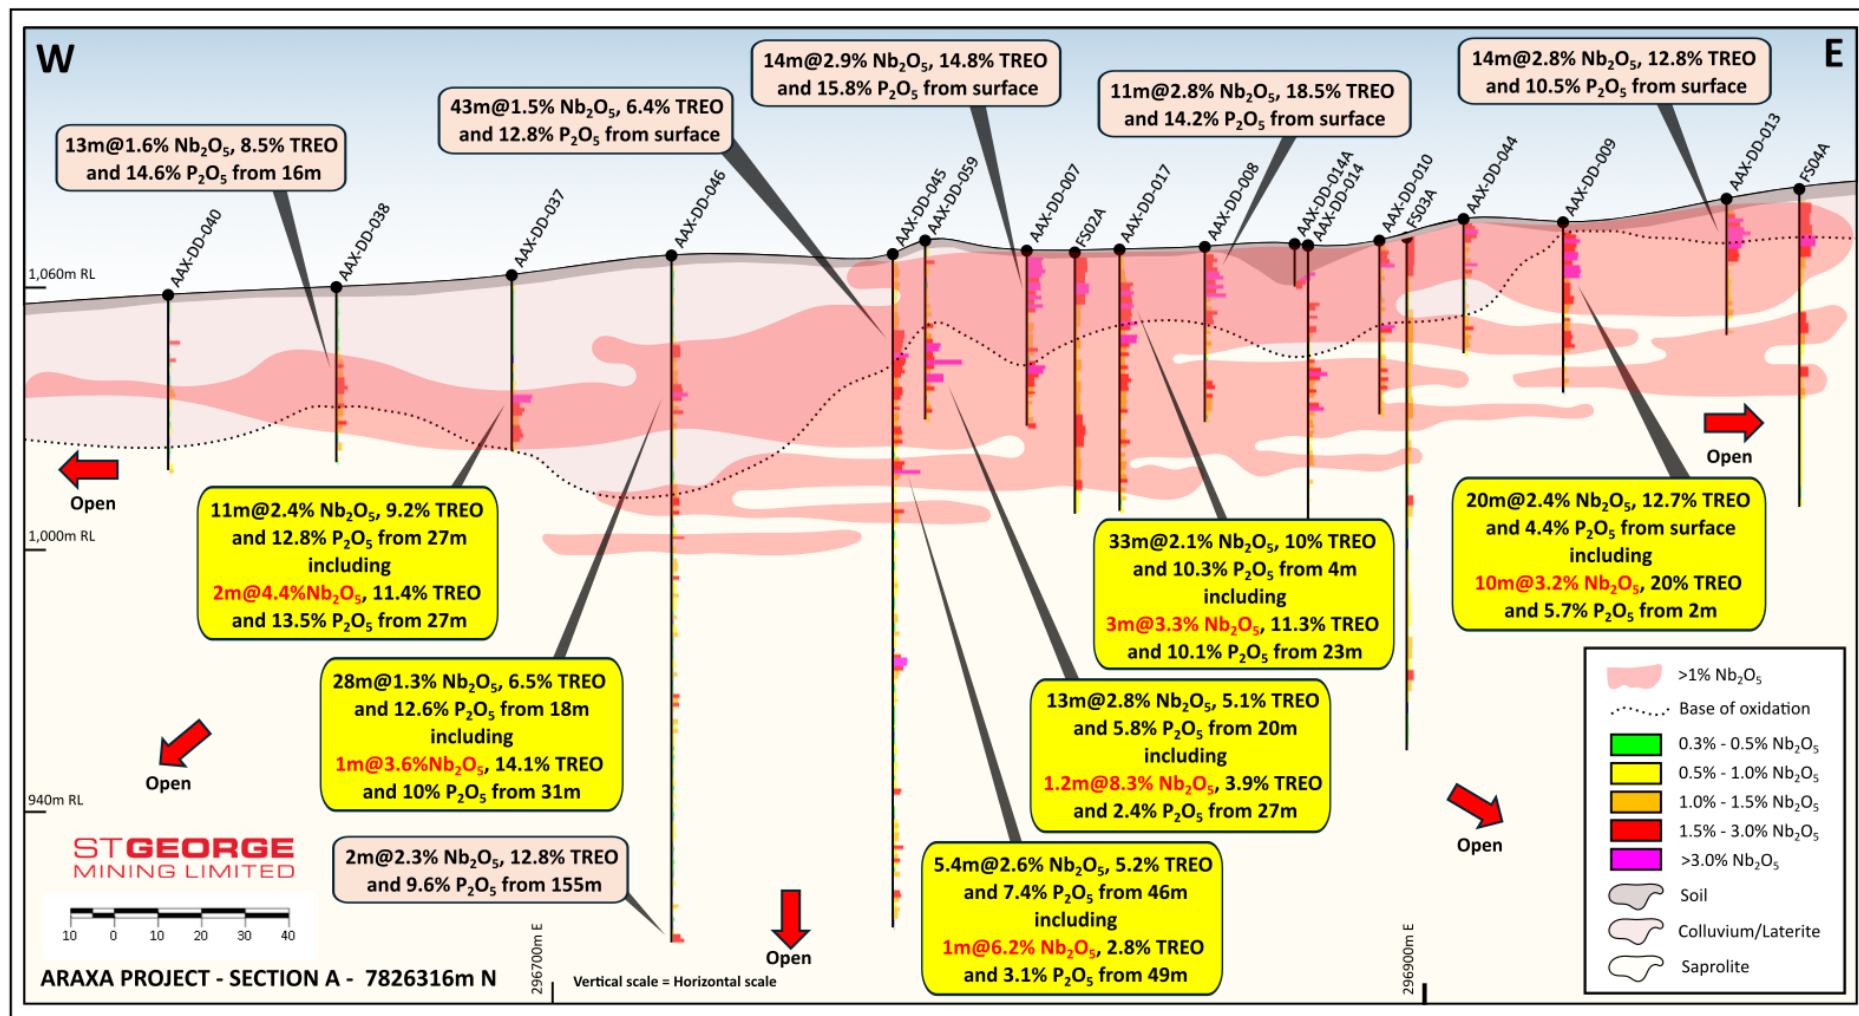 W
E
13m@1.6% Nb₂O₅, 8.5% TREO
and 14.6% P₂O₅ from 16m
43m@1.5% Nb₂O₅, 6.4% TREO
and 12.8% P₂O₅ from surface
14m@2.9% Nb₂O₅, 14.8% TREO
and 15.8% P₂O₅ from surface
11m@2.8% Nb₂O₅, 18.5% TREO
and 14.2% P₂O₅ from surface
14m@2.8% Nb₂O₅, 12.8% TREO
and 10.5% P₂O₅ from surface
AAX-DD-040
AAX-DD-038
AAX-DD-037
AAX-DD-046
AAX-DD-045
AAX-DD-059
AAX-DD-007
FS02A
AAX-DD-017
AAX-DD-008
AAX-DD-014A
AAX-DD-014
AAX-DD-010
FS03A
AAX-DD-044
AAX-DD-009
AAX-DD-013
FS04A
1,060m RL
1,000m RL
940m RL
Open
Open
Open
Open
Open
11m@2.4% Nb₂O₅, 9.2% TREO
and 12.8% P₂O₅ from 27m
including
2m@4.4%Nb₂O₅, 11.4% TREO
and 13.5% P₂O₅ from 27m
28m@1.3% Nb₂O₅, 6.5% TREO
and 12.6% P₂O₅ from 18m
including
1m@3.6%Nb₂O₅, 14.1% TREO
and 10% P₂O₅ from 31m
2m@2.3% Nb₂O₅, 12.8% TREO
and 9.6% P₂O₅ from 155m
33m@2.1% Nb₂O₅, 10% TREO
and 10.3% P₂O₅ from 4m
including
3m@3.3% Nb₂O₅, 11.3% TREO
and 10.1% P₂O₅ from 23m
13m@2.8% Nb₂O₅, 5.1% TREO
and 5.8% P₂O₅ from 20m
including
1.2m@8.3% Nb₂O₅, 3.9% TREO
and 2.4% P₂O₅ from 27m
5.4m@2.6% Nb₂O₅, 5.2% TREO
and 7.4% P₂O₅ from 46m
including
1m@6.2% Nb₂O₅, 2.8% TREO
and 3.1% P₂O₅ from 49m
20m@2.4% Nb₂O₅, 12.7% TREO
and 4.4% P₂O₅ from surface
including
10m@3.2% Nb₂O₅, 20% TREO
and 5.7% P₂O₅ from 2m
>1% Nb₂O₅
Base of oxidation
0.3% - 0.5% Nb₂O₅
0.5% - 1.0% Nb₂O₅
1.0% - 1.5% Nb₂O₅
1.5% - 3.0% Nb₂O₅
>3.0% Nb₂O₅
Soil
Colluvium/Laterite
Saprolite
STGEORGE
MINING LIMITED
10 0 10 20 30 40
ARAXA PROJECT - SECTION A - 7826316m N
296700m E
Vertical scale = Horizontal scale
296900m E